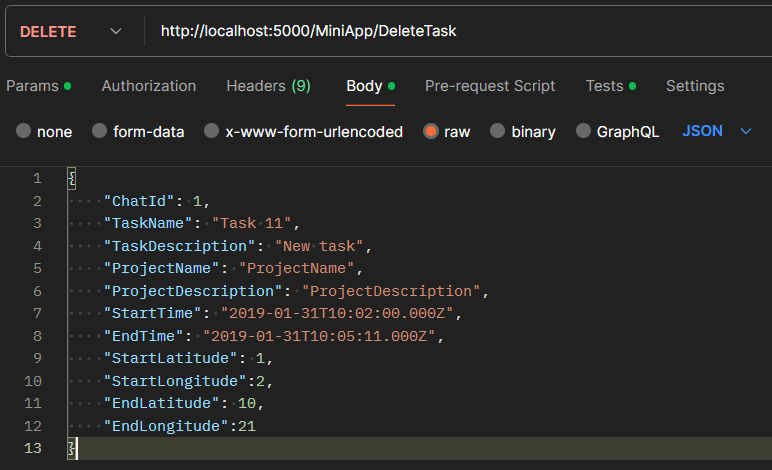 DELETE http://localhost:5000/MiniApp/DeleteTask
Params Authorization Headers (9) Body Pre-request Script Tests Settings
none form-data x-www-form-urlencoded raw binary GraphQL JSON
1 {
2 "ChatId": 1,
3 "TaskName": "Task 11",
4 "TaskDescription": "New task",
5 "ProjectName": "ProjectName",
6 "ProjectDescription": "ProjectDescription",
7 "StartTime": "2019-01-31T10:02:00.000Z",
8 "EndTime": "2019-01-31T10:05:11.000Z",
9 "StartLatitude": 1,
10 "StartLongitude":2,
11 "EndLatitude": 10,
12 "EndLongitude":21
13 }